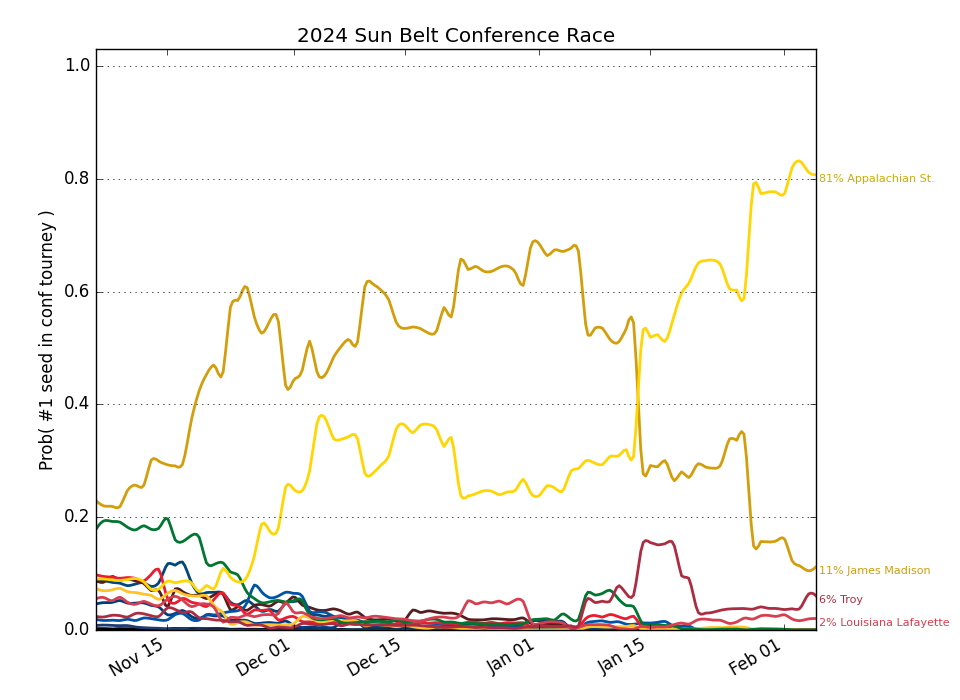 2024 Sun Belt Conference Race
Prob( #1 seed in conf tourney )
1.0
0.8
0.6
0.4
0.2
0.0
81% Appalachian St.
11% James Madison
6% Troy
2% Louisiana Lafayette
Nov 15
Dec 01
Dec 15
Jan 01
Jan 15
Feb 01